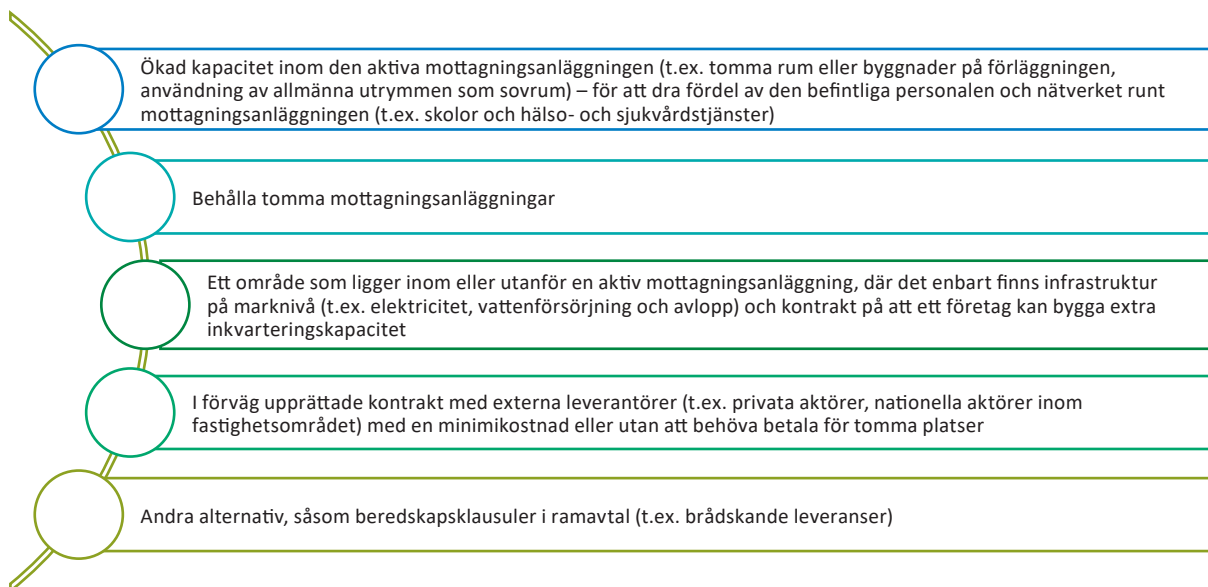 Ökad kapacitet inom den aktiva mottagningsanläggningen (t.ex. tomma rum eller byggnader på förläggningen,
användning av allmänna utrymmen som sovrum) – för att dra fördel av den befintliga personalen och nätverket runt
mottagningsanläggningen (t.ex. skolor och hälso- och sjukvårdstjänster)
Behålla tomma mottagningsanläggningar
Ett område som ligger inom eller utanför en aktiv mottagningsanläggning, där det enbart finns infrastruktur
på marknivå (t.ex. elektricitet, vattenförsörjning och avlopp) och kontrakt på att ett företag kan bygga extra
inkvarteringskapacitet
I förväg upprättade kontrakt med externa leverantörer (t.ex. privata aktörer, nationella aktörer inom
fastighetsområdet) med en minimikostnad eller utan att behöva betala för tomma platser
Andra alternativ, såsom beredskapsklausuler i ramavtal (t.ex. brådskande leveranser)